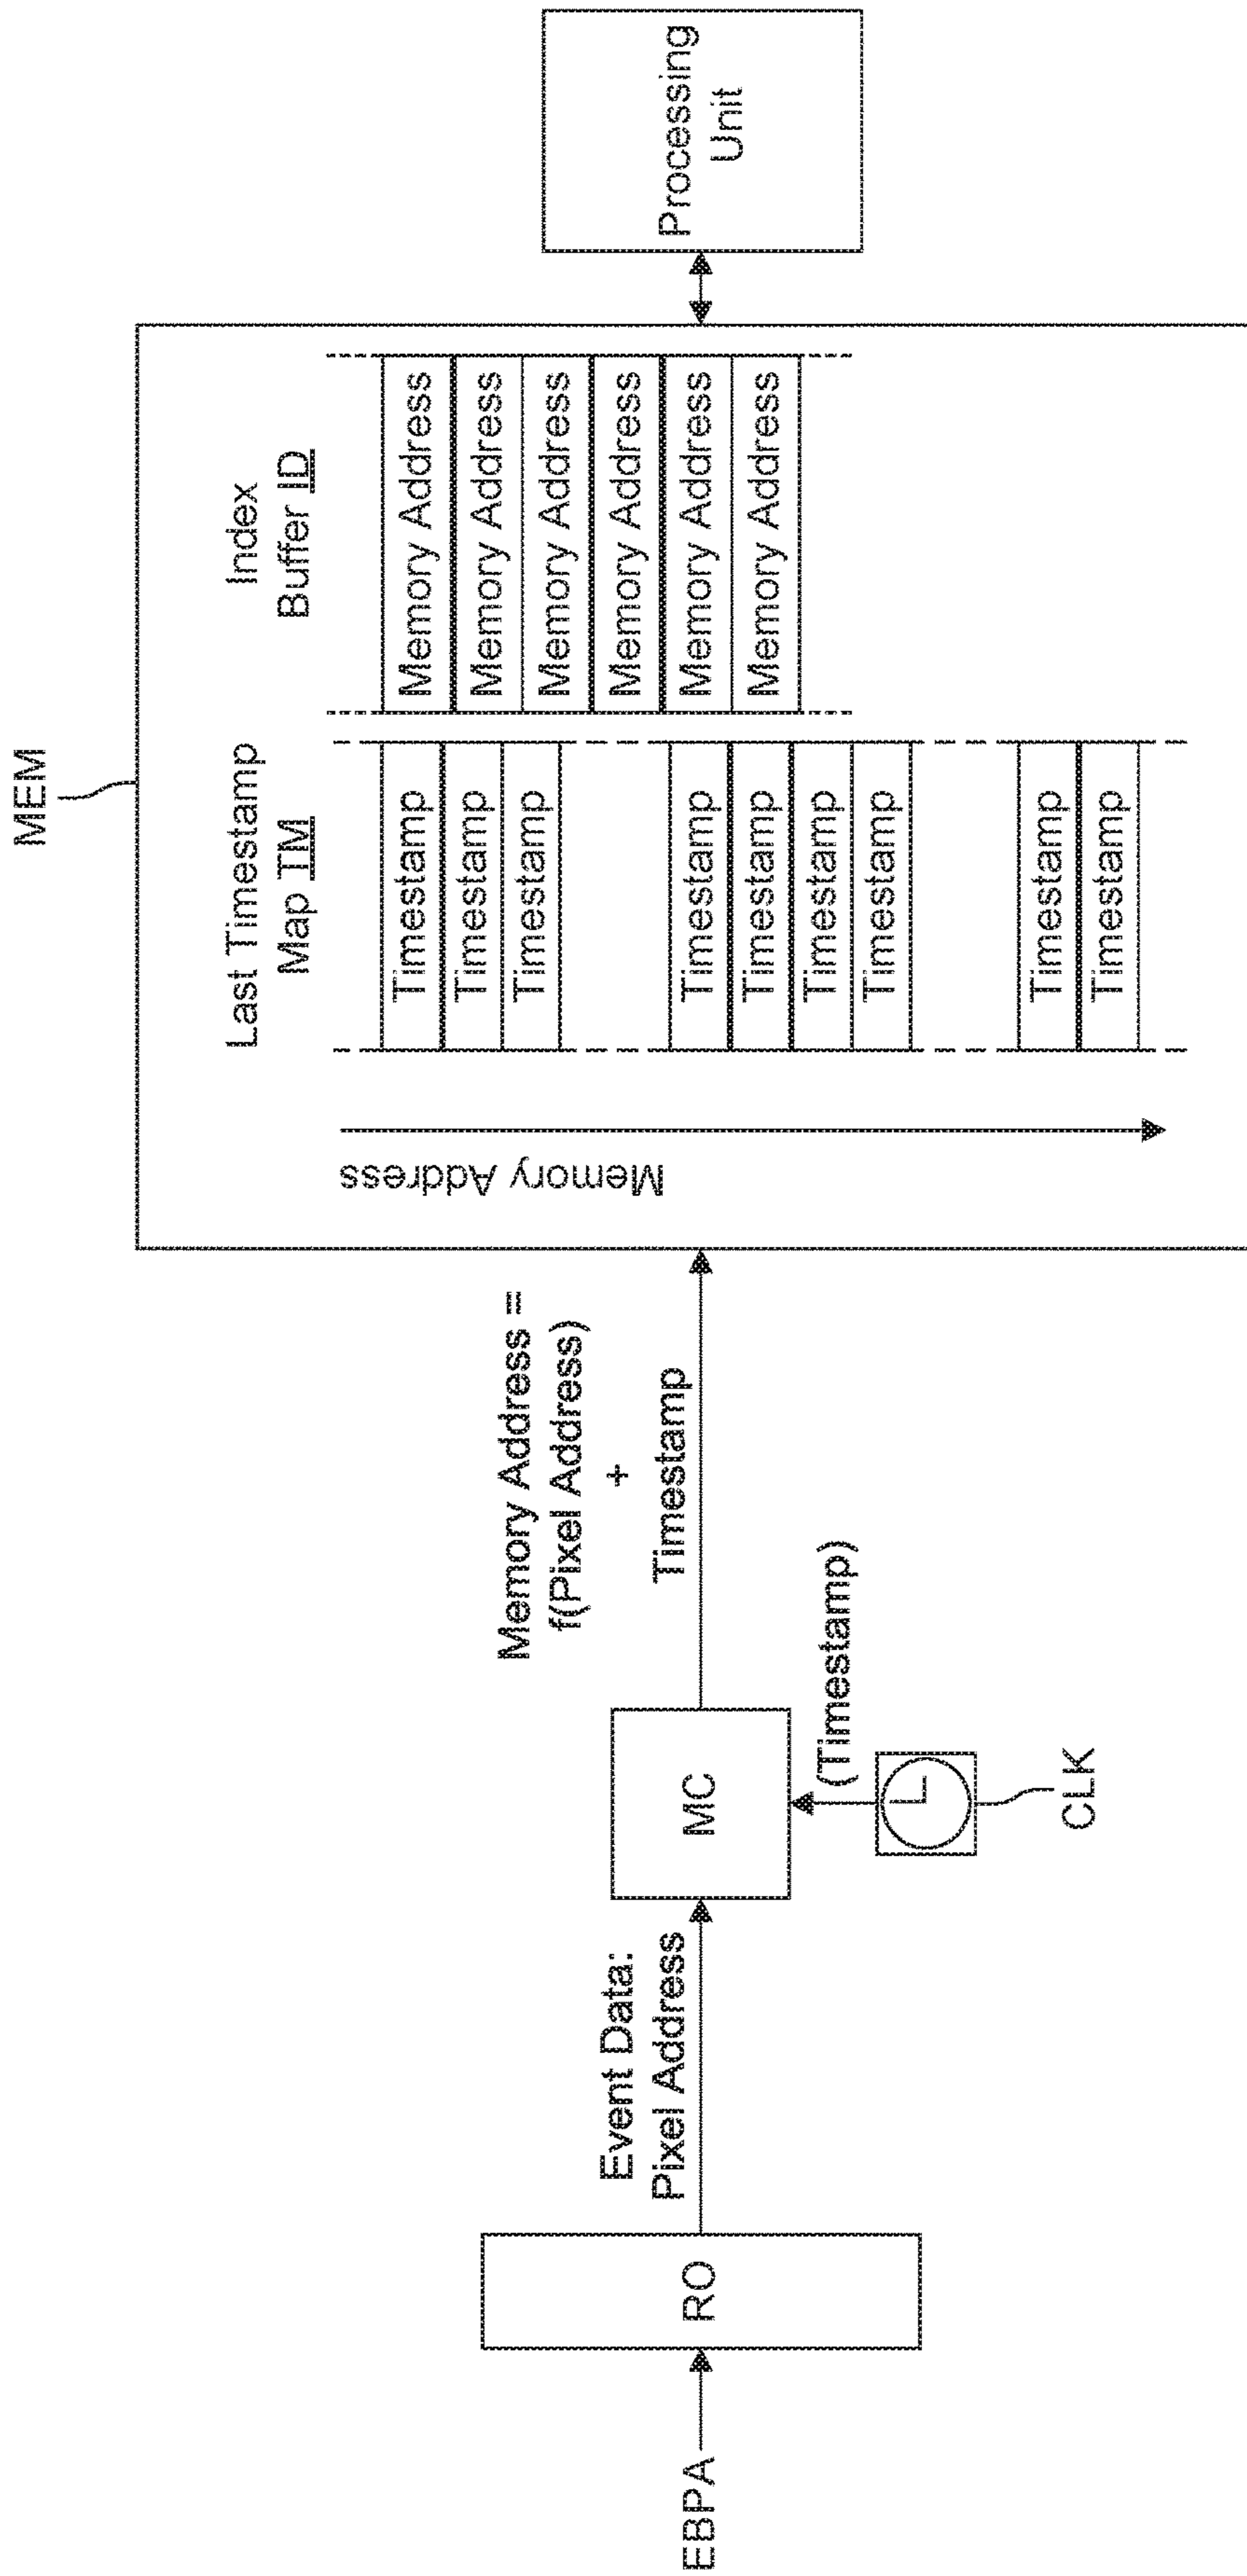 EBPA
RO
Event Data:
Pixel Address
MC
(Timestamp)
CLK
Memory Address =
f(Pixel Address)
+
Timestamp
MEM
Memory Address
Last Timestamp
Map TM
Timestamp
Timestamp
Timestamp
Timestamp
Timestamp
Timestamp
Timestamp
Timestamp
Timestamp
Index
Buffer ID
Memory Address
Memory Address
Memory Address
Memory Address
Memory Address
Memory Address
Processing
Unit